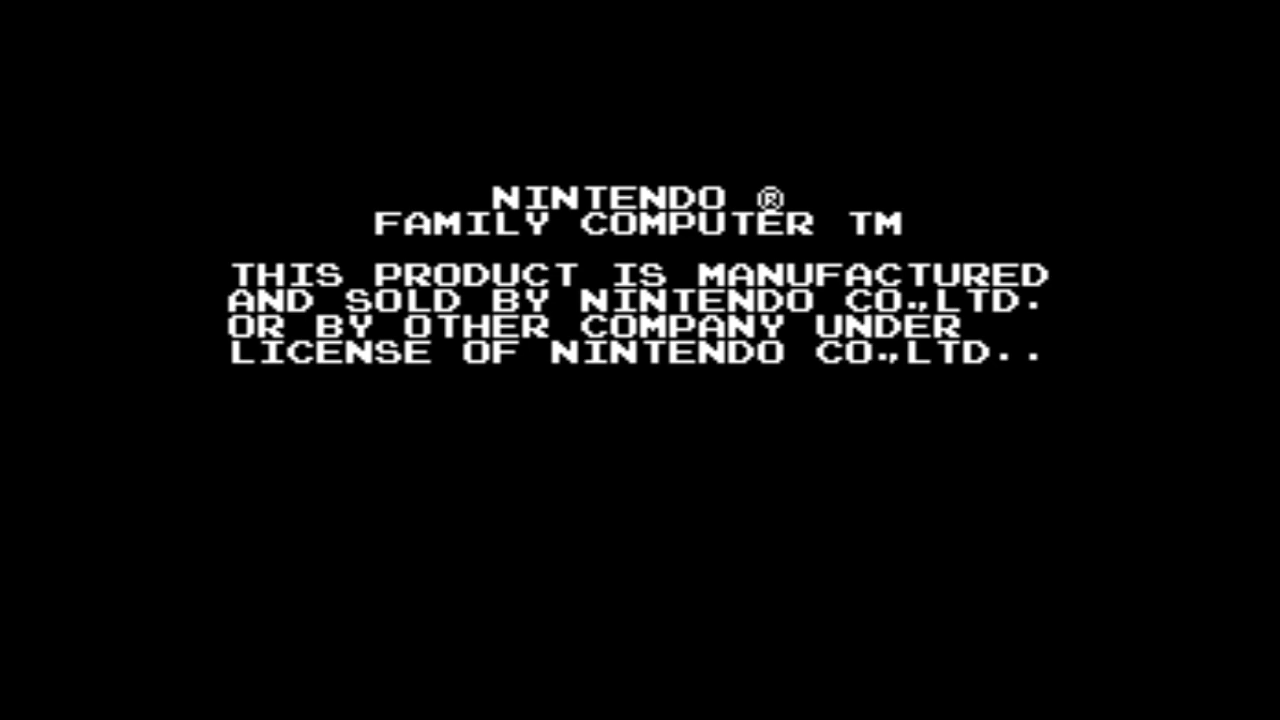 NINTENDO ®
FAMILY COMPUTER TM
THIS PRODUCT IS MANUFACTURED
AND SOLD BY NINTENDO CO.,LTD.
OR BY OTHER COMPANY UNDER
LICENSE OF NINTENDO CO.,LTD..